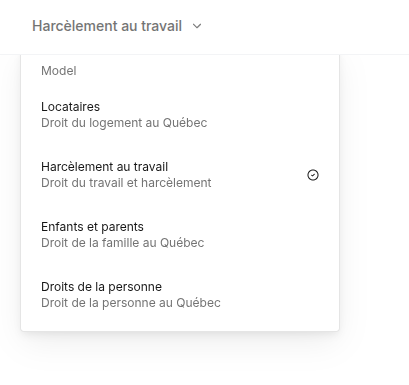 Harcèlement au travail
Model
Locataires
Droit du logement au Québec
Harcèlement au travail
Droit du travail et harcèlement
Enfants et parents
Droit de la famille au Québec
Droits de la personne
Droit de la personne au Québec